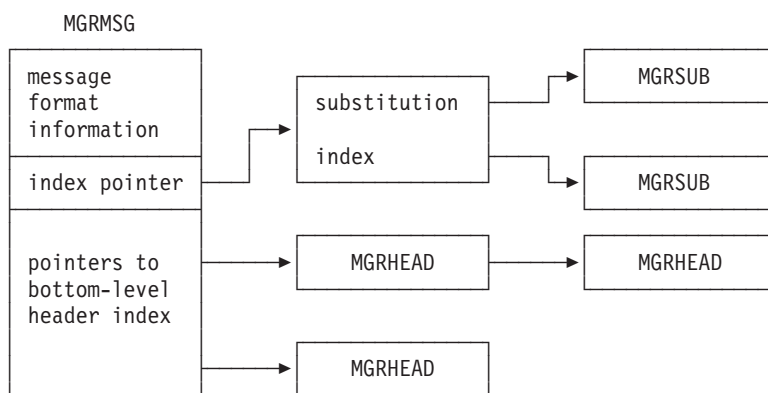 MGRMSG
message
format
information
index pointer
pointers to
bottom-level
header index
substitution
index
MGRSUB
MGRSUB
MGRHEAD
MGRHEAD
MGRHEAD